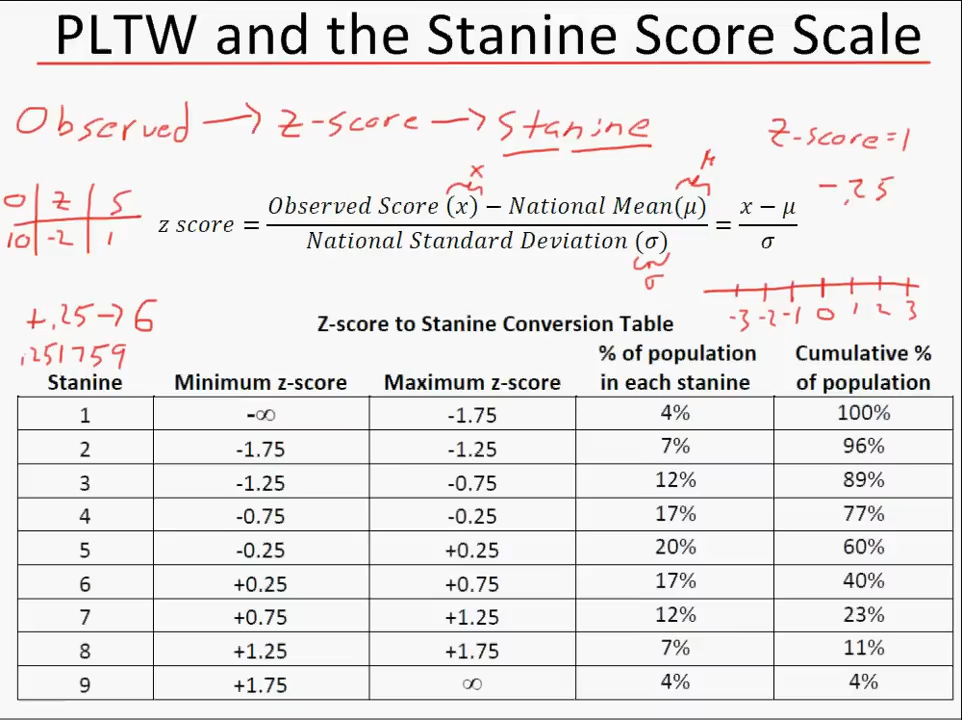 PLTW and the Stanine Score Scale
Observed → Z-score → Stanine
Z-score=1
-.25
O | Z | S
10 | -2 | 1
x
μ
z score = Observed Score (x) − National Mean(μ) / National Standard Deviation (σ) = x − μ / σ
σ
-3 -2 -1 0 1 2 3
+.25→6
.251759
Z-score to Stanine Conversion Table
Stanine | Minimum z-score | Maximum z-score | % of population in each stanine | Cumulative % of population
1 | -∞ | -1.75 | 4% | 100%
2 | -1.75 | -1.25 | 7% | 96%
3 | -1.25 | -0.75 | 12% | 89%
4 | -0.75 | -0.25 | 17% | 77%
5 | -0.25 | +0.25 | 20% | 60%
6 | +0.25 | +0.75 | 17% | 40%
7 | +0.75 | +1.25 | 12% | 23%
8 | +1.25 | +1.75 | 7% | 11%
9 | +1.75 | ∞ | 4% | 4%